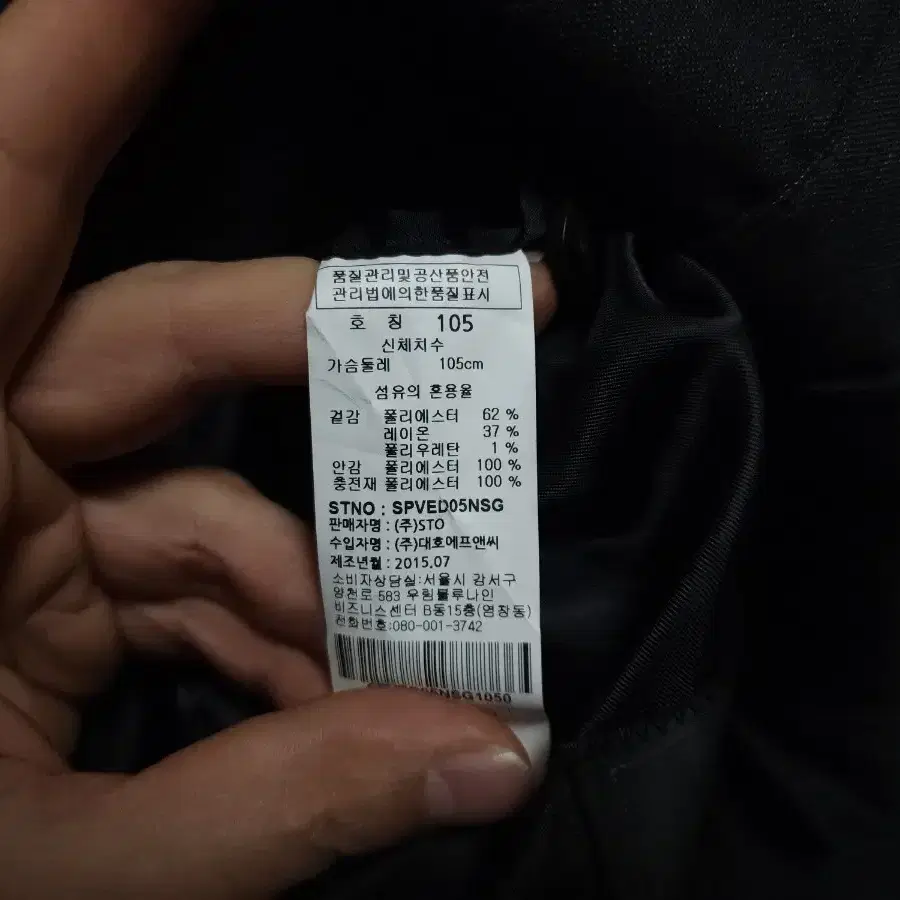 품질관리및공산품안전
관리법에의한품질표시
호 칭 105
신체치수
가슴둘레 105cm
섬유의 혼용율
겉감 폴리에스터 62 %
레이온 37 %
폴리우레탄 1 %
안감 폴리에스터 100 %
충전재 폴리에스터 100 %
STNO : SPVED05NSG
판매자명 : (주)STO
수입자명 : (주)대호에프앤씨
제조년월 : 2015.07
소비자상담실:서울시 강서구
양천로 583 우림블루나인
비즈니스센터 B동15층(염창동)
전화번호:080-001-3742
5NSG1050